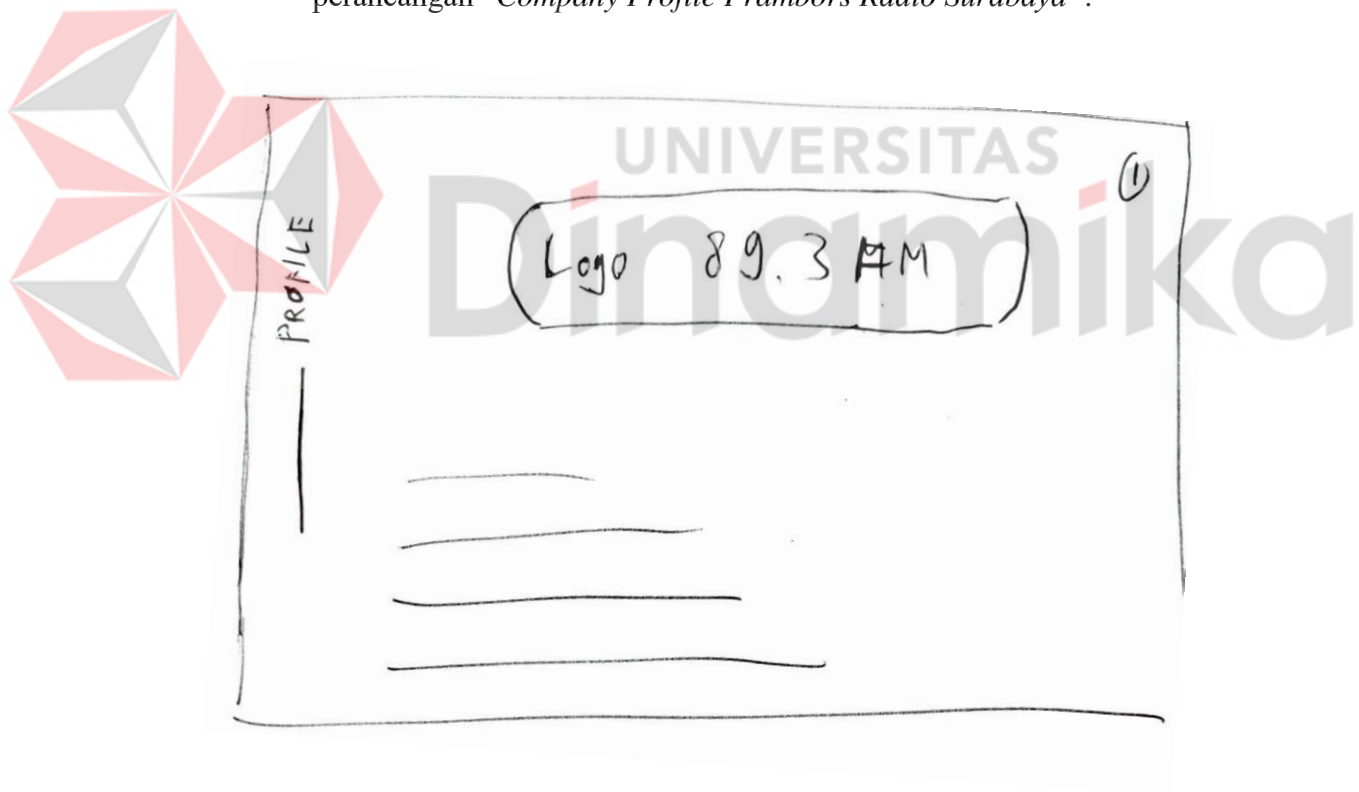 perancangan "Company Profile Prambors Radio Surabaya".
UNIVERSITAS
Dinamika
1
PROFILE
Logo 89.3 FM